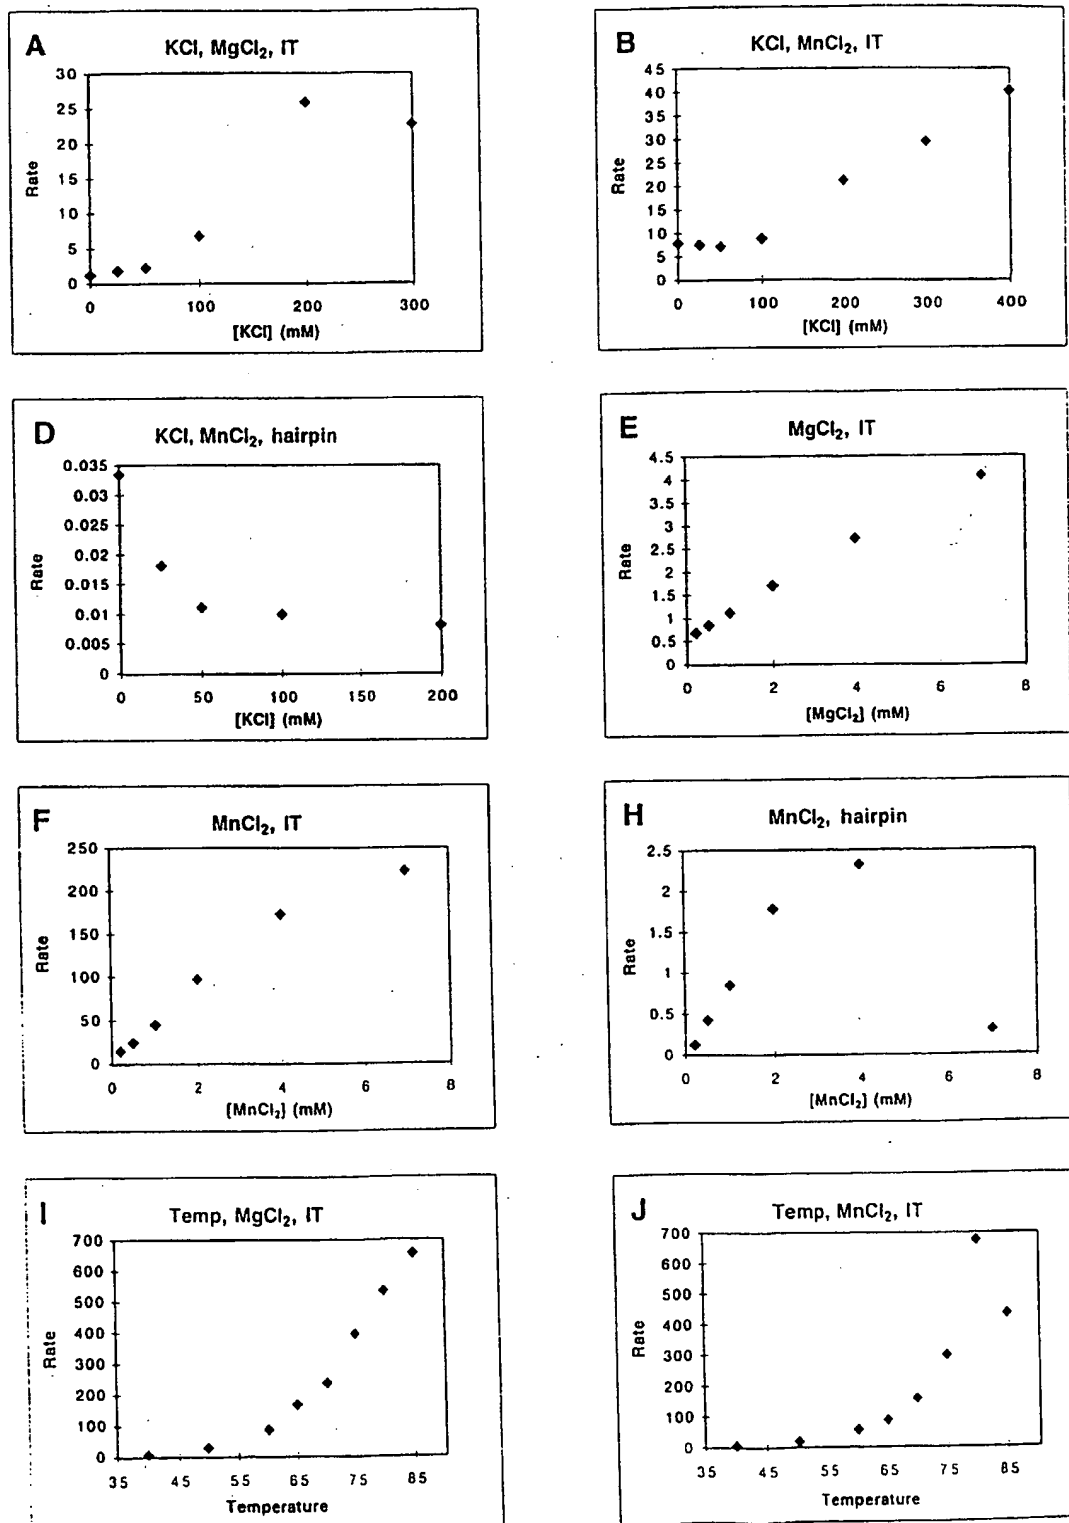 A
KCl, MgCl₂, IT
30
25
20
15
10
5
0
Rate
0 100 200 300
[KCl] (mM)
B
KCl, MnCl₂, IT
45
40
35
30
25
20
15
10
5
0
Rate
0 100 200 300 400
[KCl] (mM)
D
KCl, MnCl₂, hairpin
0.035
0.03
0.025
0.02
0.015
0.01
0.005
0
Rate
0 50 100 150 200
[KCl] (mM)
E
MgCl₂, IT
4.5
4
3.5
3
2.5
2
1.5
1
0.5
0
Rate
0 2 4 6 8
[MgCl₂] (mM)
F
MnCl₂, IT
250
200
150
100
50
0
Rate
0 2 4 6 8
[MnCl₂] (mM)
H
MnCl₂, hairpin
2.5
2
1.5
1
0.5
0
Rate
0 2 4 6 8
[MnCl₂] (mM)
I
Temp, MgCl₂, IT
700
600
500
400
300
200
100
0
Rate
35 45 55 65 75 85
Temperature
J
Temp, MnCl₂, IT
700
600
500
400
300
200
100
0
Rate
35 45 55 65 75 85
Temperature